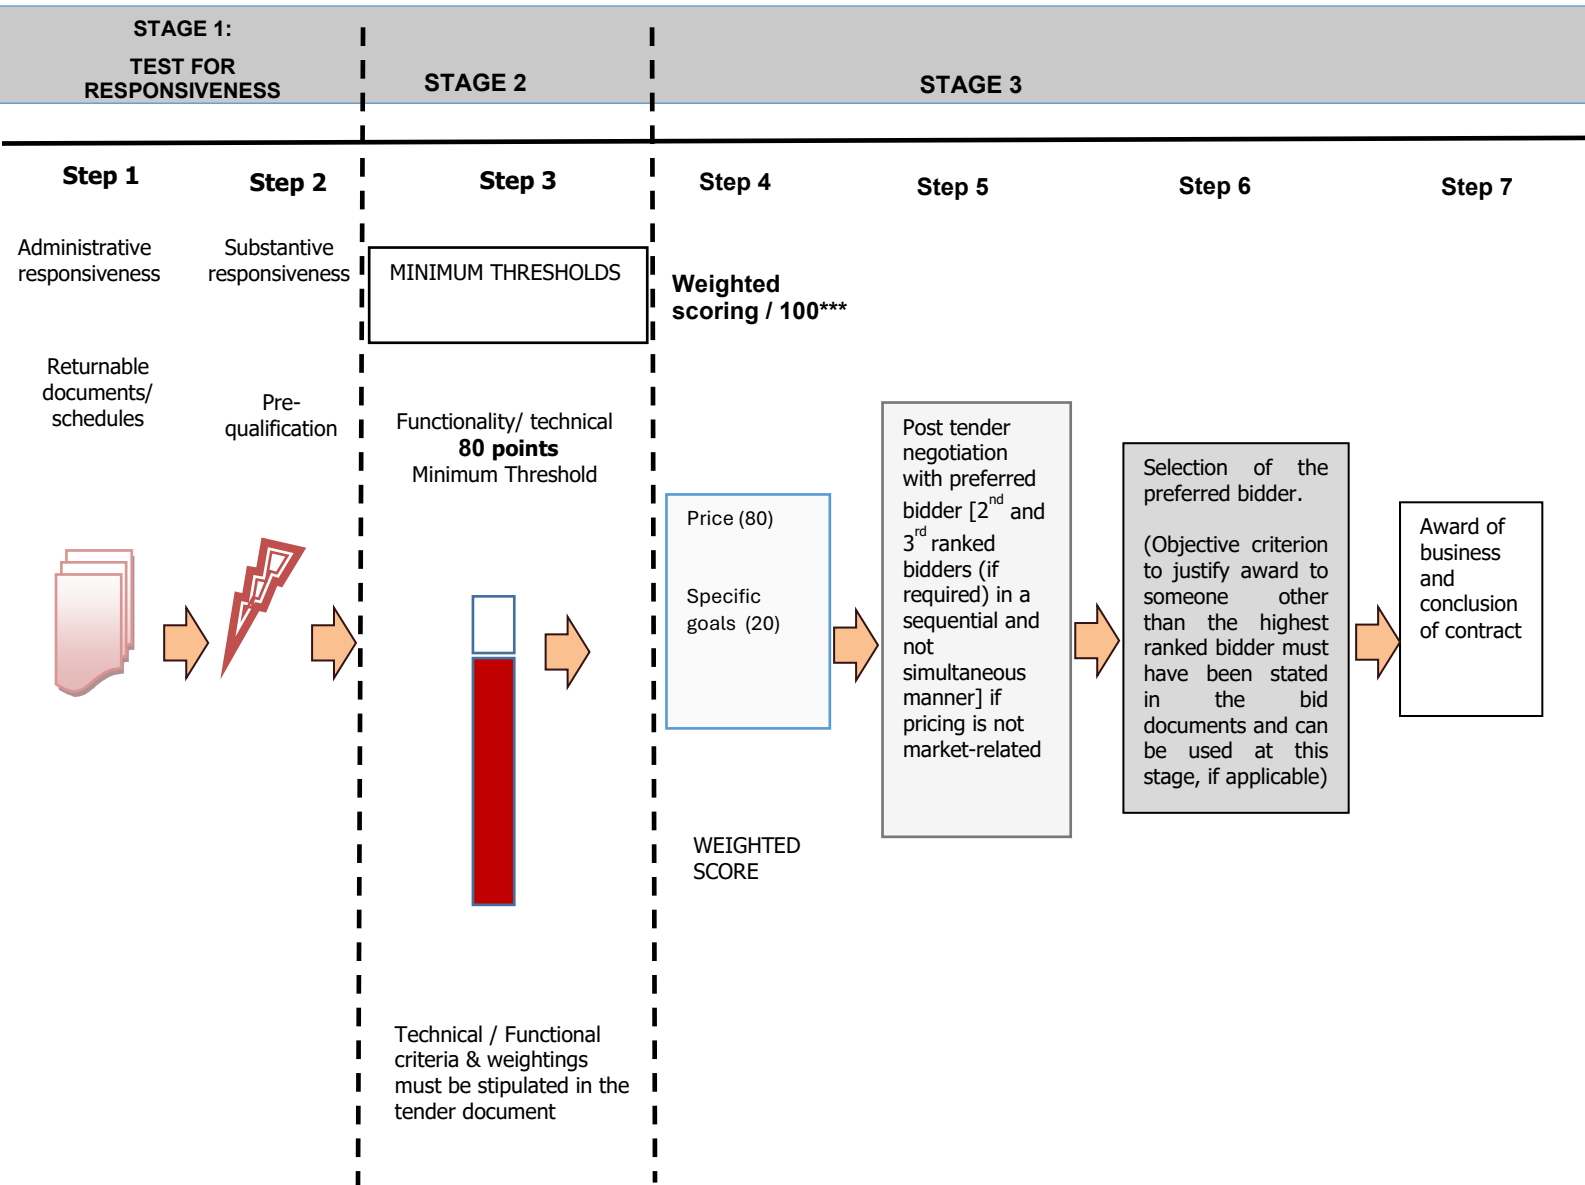 STAGE 1:
TEST FOR
RESPONSIVENESS
STAGE 2
STAGE 3
Step 1
Step 2
Step 3
Step 4
Step 5
Step 6
Step 7
Administrative
responsiveness
Substantive
responsiveness
MINIMUM THRESHOLDS
Weighted
scoring / 100***
Returnable
documents/
schedules
Pre-
qualification
Functionality/ technical
80 points
Minimum Threshold
Price (80)
Specific
goals (20)
WEIGHTED
SCORE
Post tender
negotiation
with preferred
bidder [2nd and
3rd ranked
bidders (if
required) in a
sequential and
not
simultaneous
manner] if
pricing is not
market-related
Selection of the
preferred bidder.
(Objective criterion
to justify award to
someone other
than the highest
ranked bidder must
have been stated
in the bid
documents and can
be used at this
stage, if applicable)
Award of
business
and
conclusion
of contract
Technical / Functional
criteria & weightings
must be stipulated in the
tender document